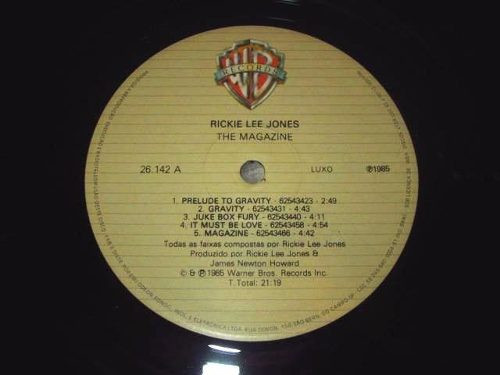 RECORDS
RICKIE LEE JONES
THE MAGAZINE
26.142 A
LUXO
℗1985
1. PRELUDE TO GRAVITY - 62543423 - 2:49
2. GRAVITY - 62543431 - 4:43
3. JUKE BOX FURY - 62543440 - 4:11
4. IT MUST BE LOVE - 62543458 - 4:54
5. MAGAZINE - 62543466 - 4:42
Todas as faixas compostas por Rickie Lee Jones
Produzido por Rickie Lee Jones &
James Newton Howard
© & ℗ 1985 Warner Bros. Records Inc.
T. Total: 21:19